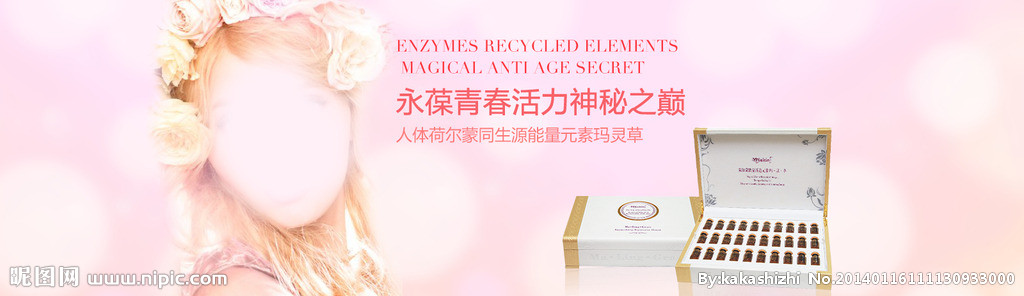 ENZYMES RECYCLED ELEMENTS
MAGICAL ANTI AGE SECRET
永葆青春活力神秘之巅
人体荷尔蒙同生源能量元素玛灵草
昵图网 www.nipic.com
By:kakashizhi No.20140116111130933000